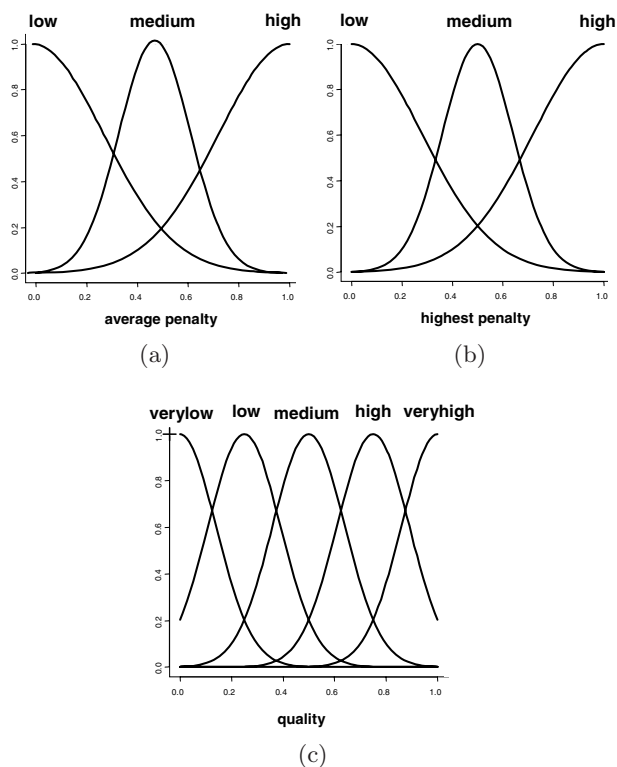 low medium high
1.0
0.8
0.6
0.4
0.2
0.0
0.0 0.2 0.4 0.6 0.8 1.0
average penalty
(a)
low medium high
1.0
0.8
0.6
0.4
0.2
0.0
0.0 0.2 0.4 0.6 0.8 1.0
highest penalty
(b)
verylow low medium high veryhigh
1.0
0.8
0.6
0.4
0.2
0.0
0.0 0.2 0.4 0.6 0.8 1.0
quality
(c)